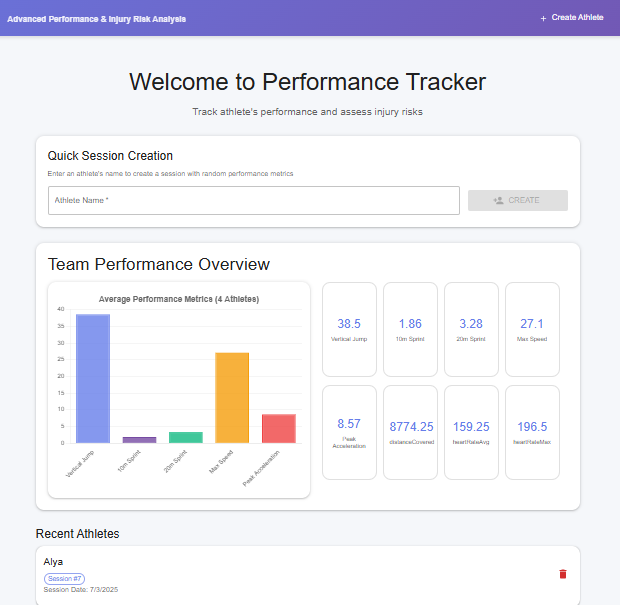 Advanced Performance & Injury Risk Analysis
+ Create Athlete
Welcome to Performance Tracker
Track athlete's performance and assess injury risks
Quick Session Creation
Enter an athlete's name to create a session with random performance metrics
Athlete Name *
CREATE
Team Performance Overview
Average Performance Metrics (4 Athletes)
40
35
30
25
20
15
10
5
0
Vertical Jump
10m Sprint
20m Sprint
Max Speed
Peak Acceleration
38.5
Vertical Jump
1.86
10m Sprint
3.28
20m Sprint
27.1
Max Speed
8.57
Peak
Acceleration
8774.25
distanceCovered
159.25
heartRateAvg
196.5
heartRateMax
Recent Athletes
Alya
Session #7
Session Date: 7/3/2025